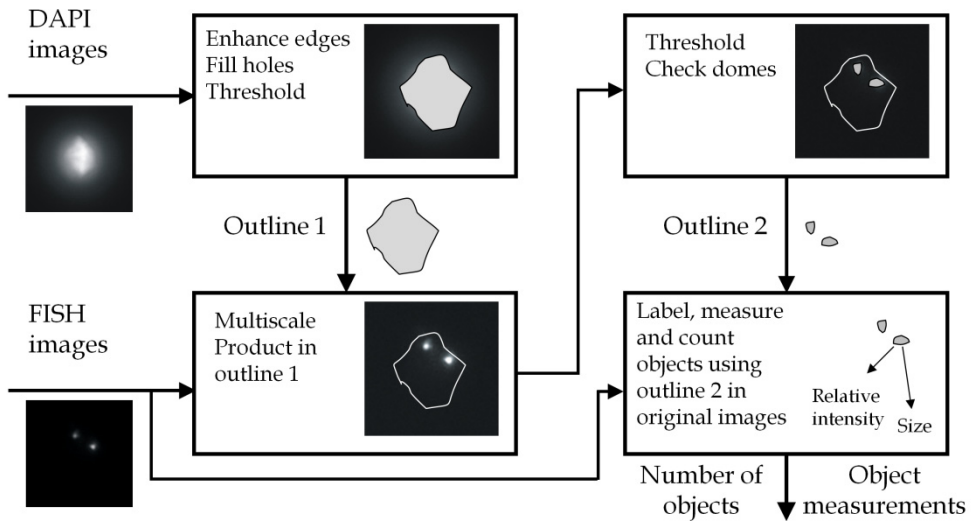 DAPI
images
Enhance edges
Fill holes
Threshold
Threshold
Check domes
Outline 1
Outline 2
FISH
images
Multiscale
Product in
outline 1
Label, measure
and count
objects using
outline 2 in
original images
Relative
intensity
Size
Number of
objects
Object
measurements